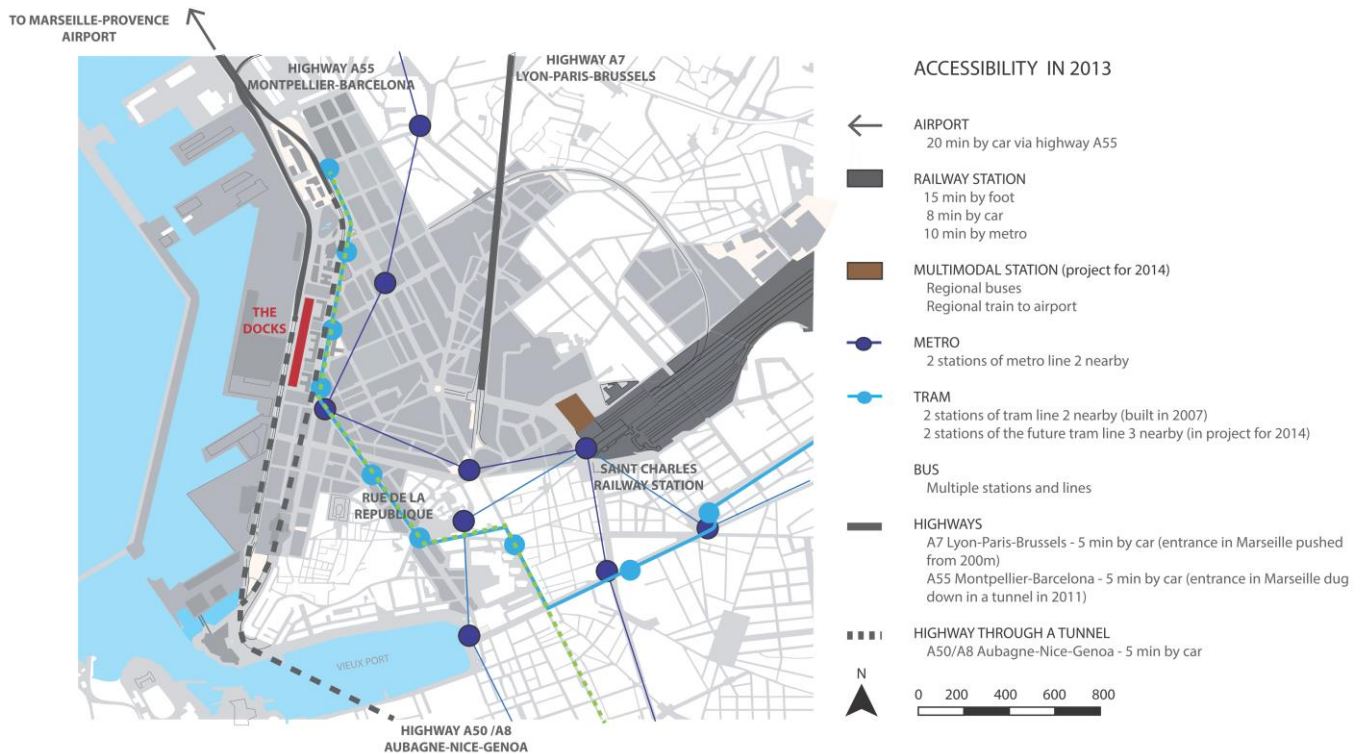 TO MARSEILLE-PROVENCE
AIRPORT
HIGHWAY A55
MONTPELLIER-BARCELONA
HIGHWAY A7
LYON-PARIS-BRUSSELS
THE
DOCKS
RUE DE LA
REPUBLIQUE
SAINT CHARLES
RAILWAY STATION
VIEUX PORT
HIGHWAY A50 /A8
AUBAGNE-NICE-GENOA
ACCESSIBILITY IN 2013
AIRPORT
20 min by car via highway A55
RAILWAY STATION
15 min by foot
8 min by car
10 min by metro
MULTIMODAL STATION (project for 2014)
Regional buses
Regional train to airport
METRO
2 stations of metro line 2 nearby
TRAM
2 stations of tram line 2 nearby (built in 2007)
2 stations of the future tram line 3 nearby (in project for 2014)
BUS
Multiple stations and lines
HIGHWAYS
A7 Lyon-Paris-Brussels - 5 min by car (entrance in Marseille pushed
from 200m)
A55 Montpellier-Barcelona - 5 min by car (entrance in Marseille dug
down in a tunnel in 2011)
HIGHWAY THROUGH A TUNNEL
A50/A8 Aubagne-Nice-Genoa - 5 min by car
N
0 200 400 600 800